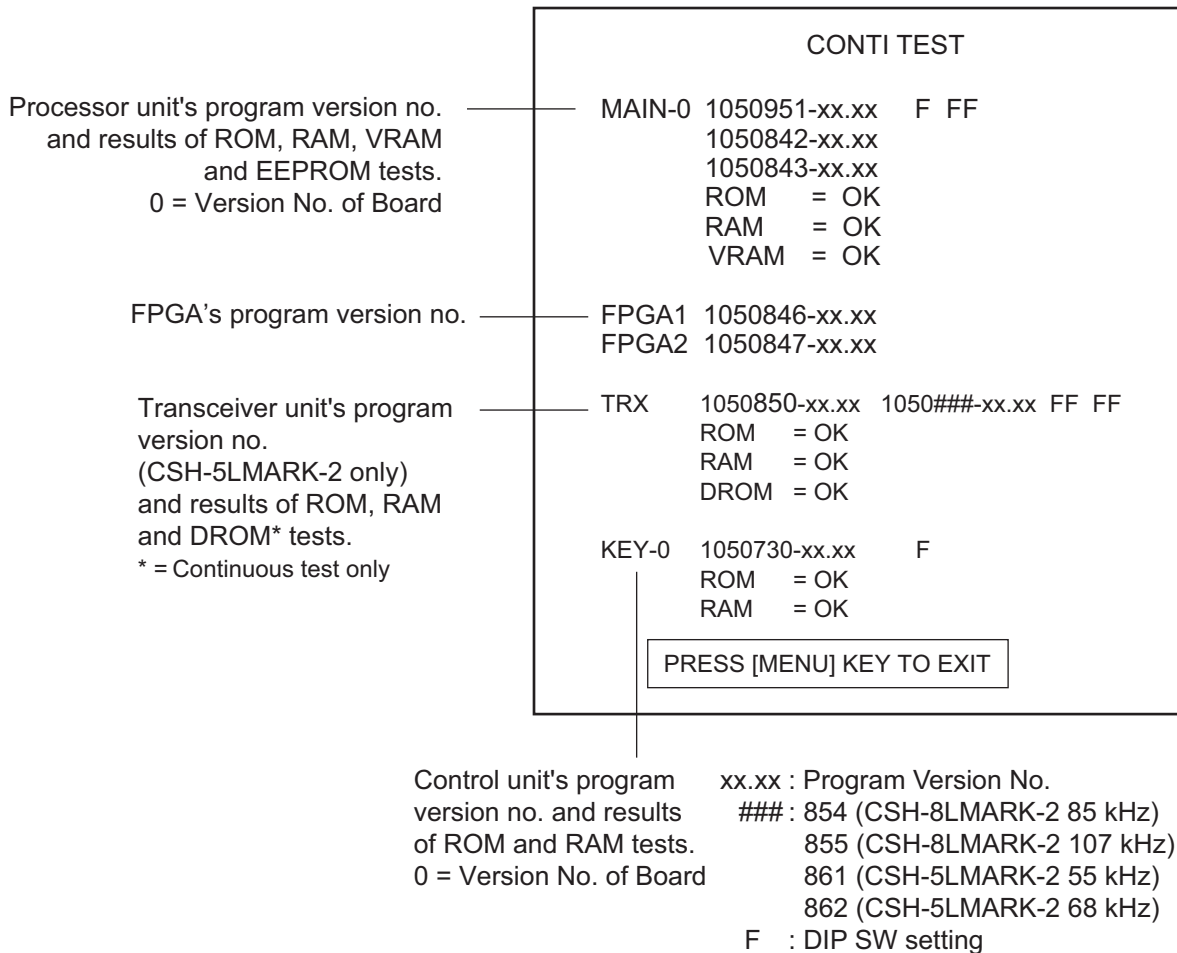 CONTI TEST
Processor unit's program version no.
and results of ROM, RAM, VRAM
and EEPROM tests.
0 = Version No. of Board
MAIN-0 1050951-xx.xx F FF
1050842-xx.xx
1050843-xx.xx
ROM = OK
RAM = OK
VRAM = OK
FPGA’s program version no.
FPGA1 1050846-xx.xx
FPGA2 1050847-xx.xx
Transceiver unit's program
version no.
(CSH-5LMARK-2 only)
and results of ROM, RAM
and DROM* tests.
* = Continuous test only
TRX 1050850-xx.xx 1050###-xx.xx FF FF
ROM = OK
RAM = OK
DROM = OK
KEY-0 1050730-xx.xx F
ROM = OK
RAM = OK
PRESS [MENU] KEY TO EXIT
Control unit's program
version no. and results
of ROM and RAM tests.
0 = Version No. of Board
xx.xx : Program Version No.
### : 854 (CSH-8LMARK-2 85 kHz)
855 (CSH-8LMARK-2 107 kHz)
861 (CSH-5LMARK-2 55 kHz)
862 (CSH-5LMARK-2 68 kHz)
F : DIP SW setting